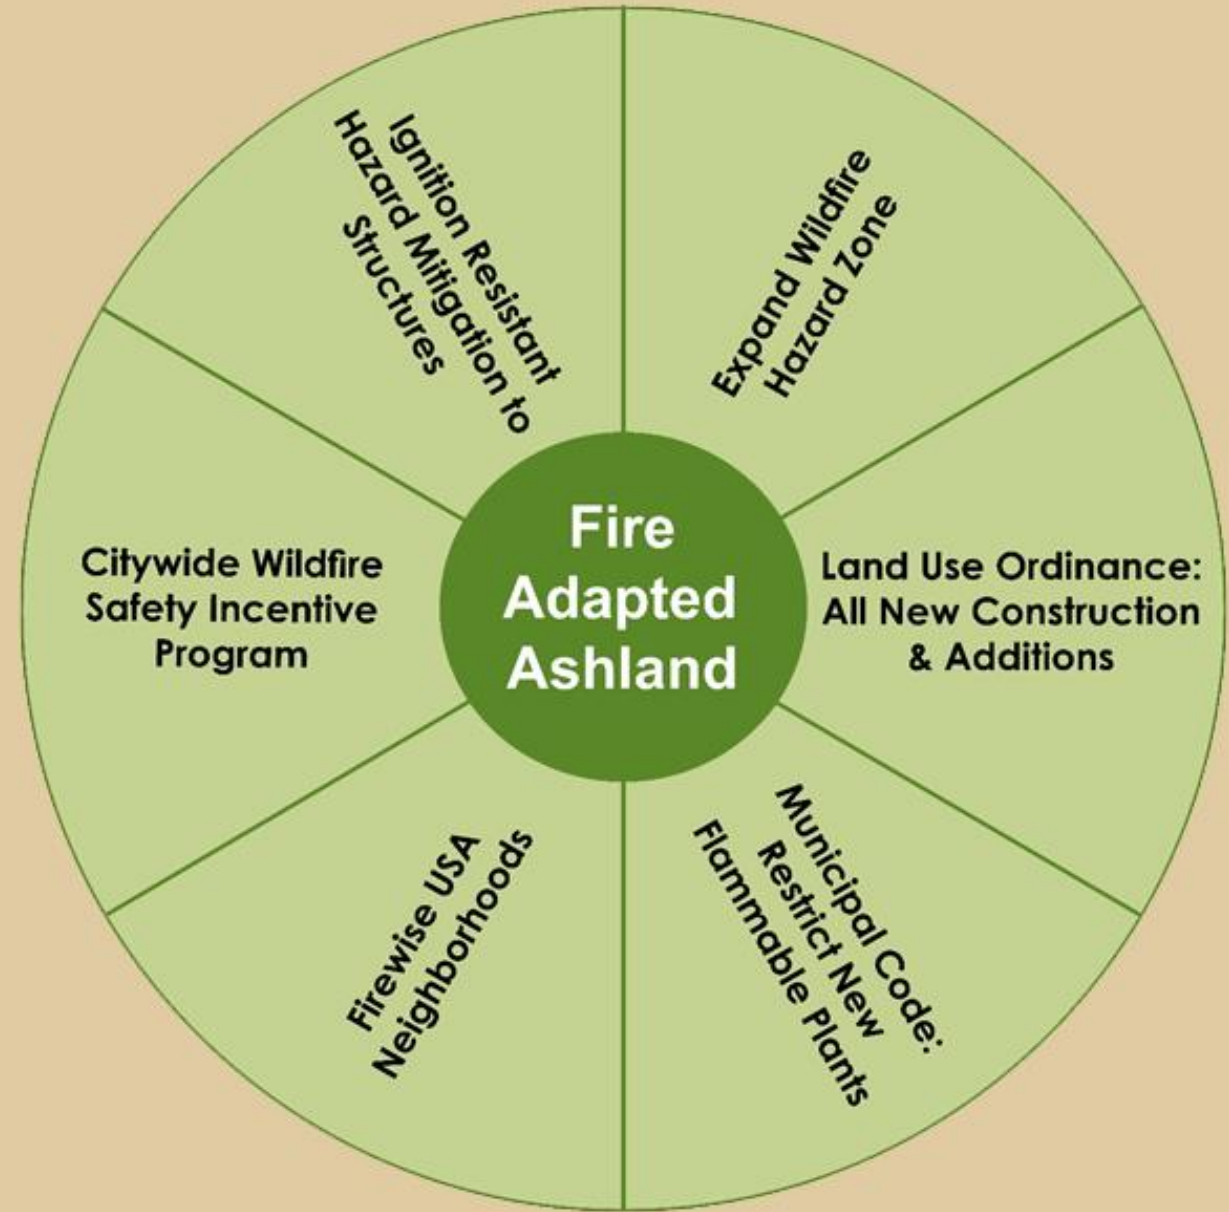 Fire
Adapted
Ashland
Expand Wildfire
Hazard Zone
Land Use Ordinance:
All New Construction
& Additions
Municipal Code:
Restrict New
Flammable Plants
Firewise USA
Neighborhoods
Citywide Wildfire
Safety Incentive
Program
Ignition Resistant
Hazard Mitigation to
Structures